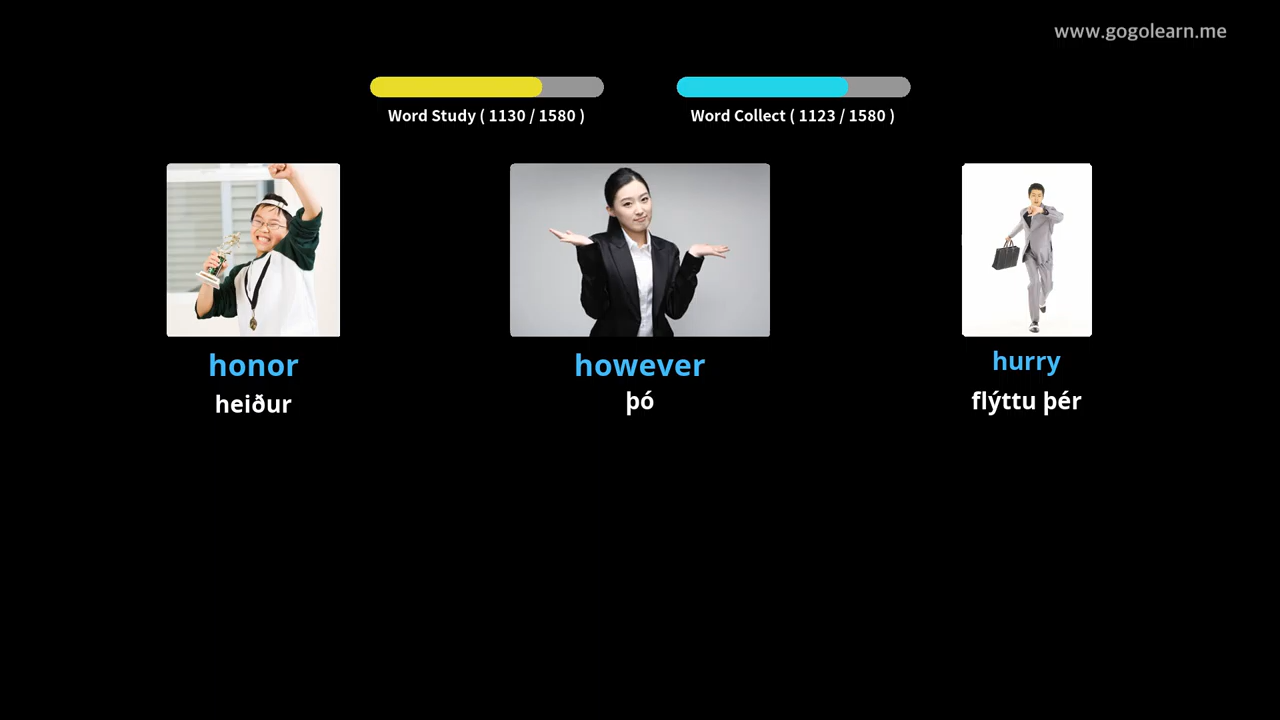 www.gogolearn.me
Word Study ( 1130 / 1580 )
Word Collect ( 1123 / 1580 )
honor
heiður
however
þó
hurry
flýttu þér